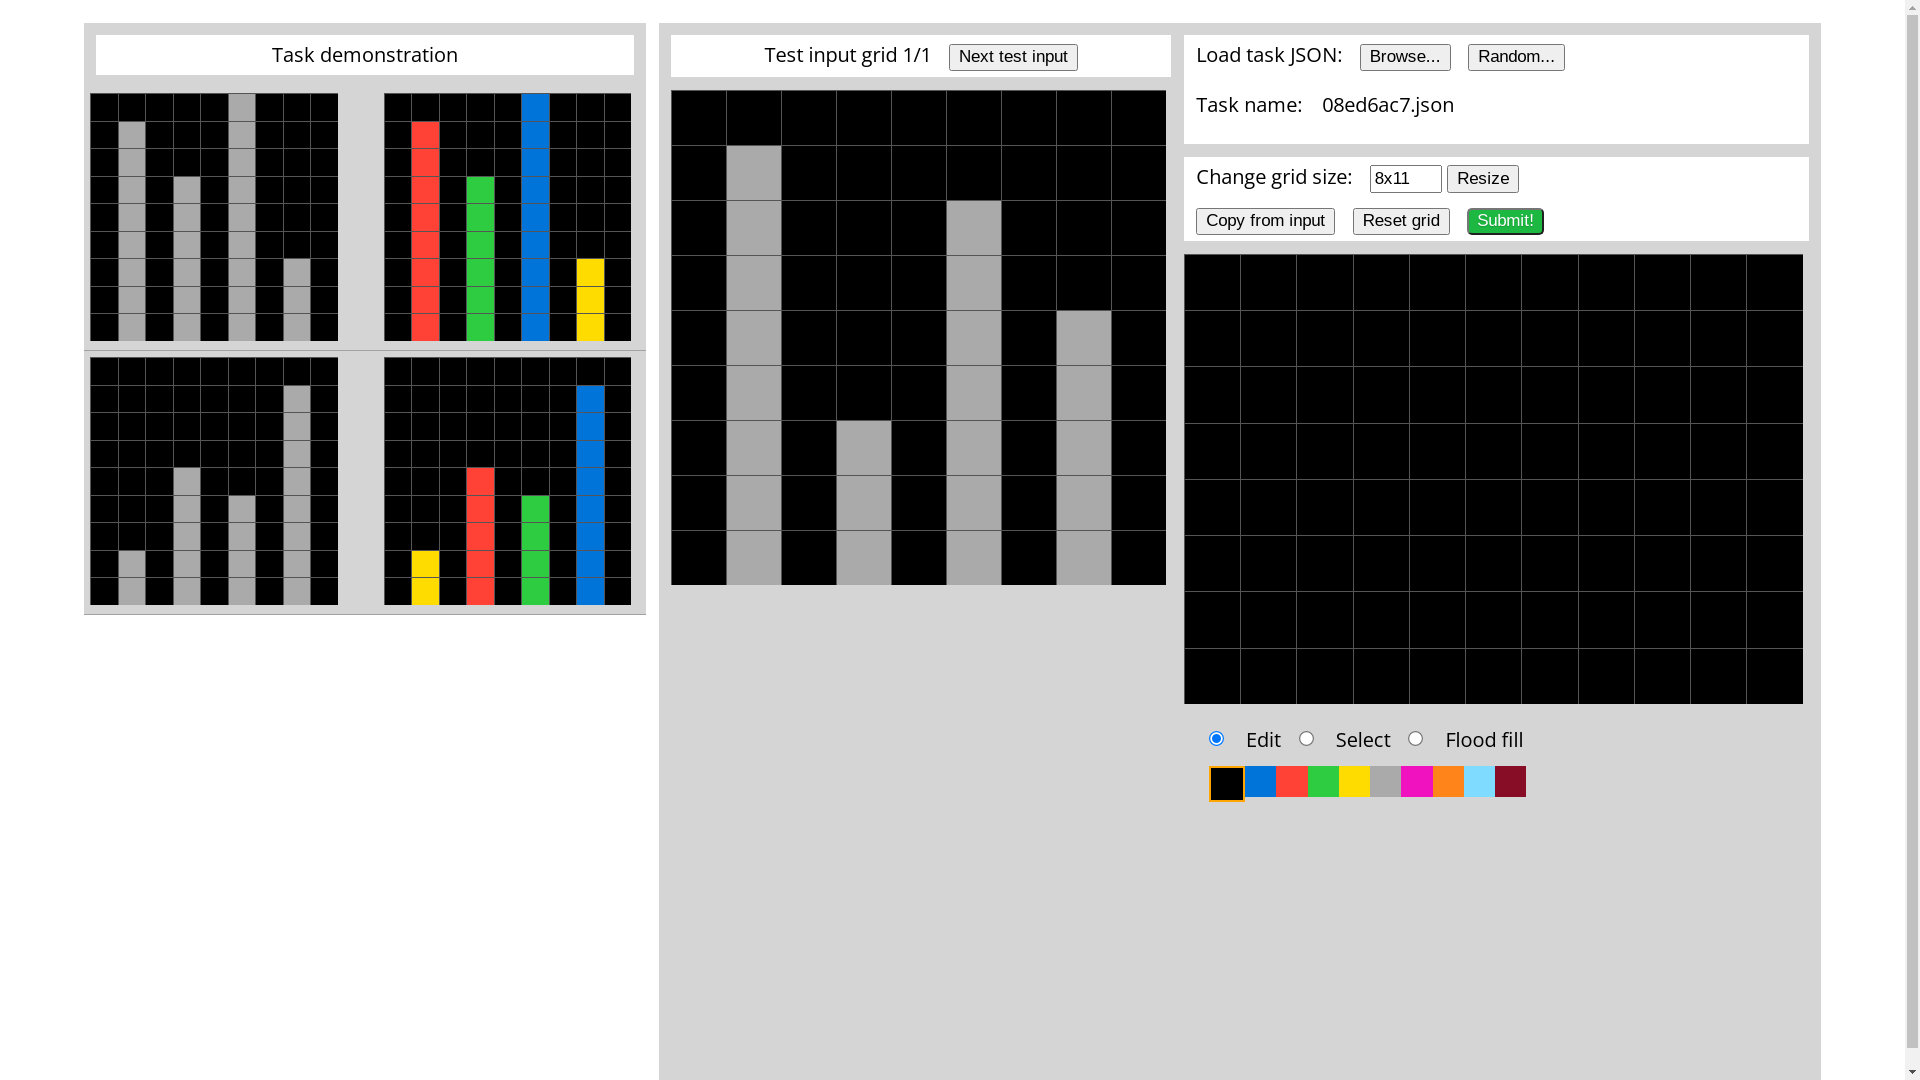 Task demonstration
Test input grid 1/1 Next test input
Load task JSON: Browse... Random...
Task name: 08ed6ac7.json
Change grid size: 8x11 Resize
Copy from input Reset grid Submit!
Edit Select Flood fill